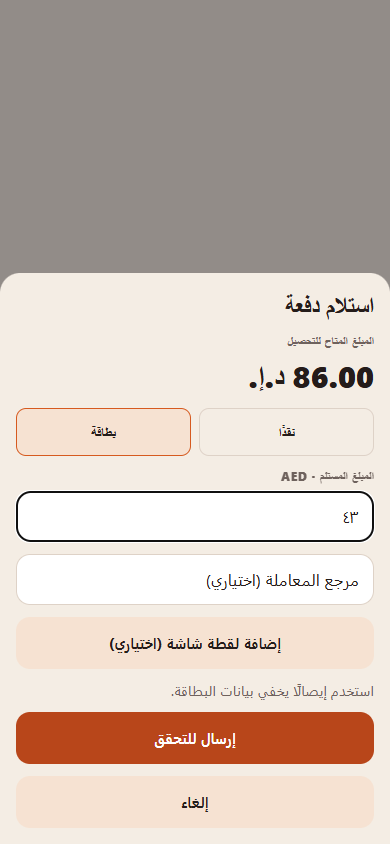 استلام دفعة
المبلغ المتاح للتحصيل
86.00 د.إ.
نقدًا
بطاقة
المبلغ المستلم - AED
٤٣
مرجع المعاملة (اختياري)
إضافة لقطة شاشة (اختياري)
استخدم إيصالًا يخفي بيانات البطاقة.
إرسال للتحقق
إلغاء